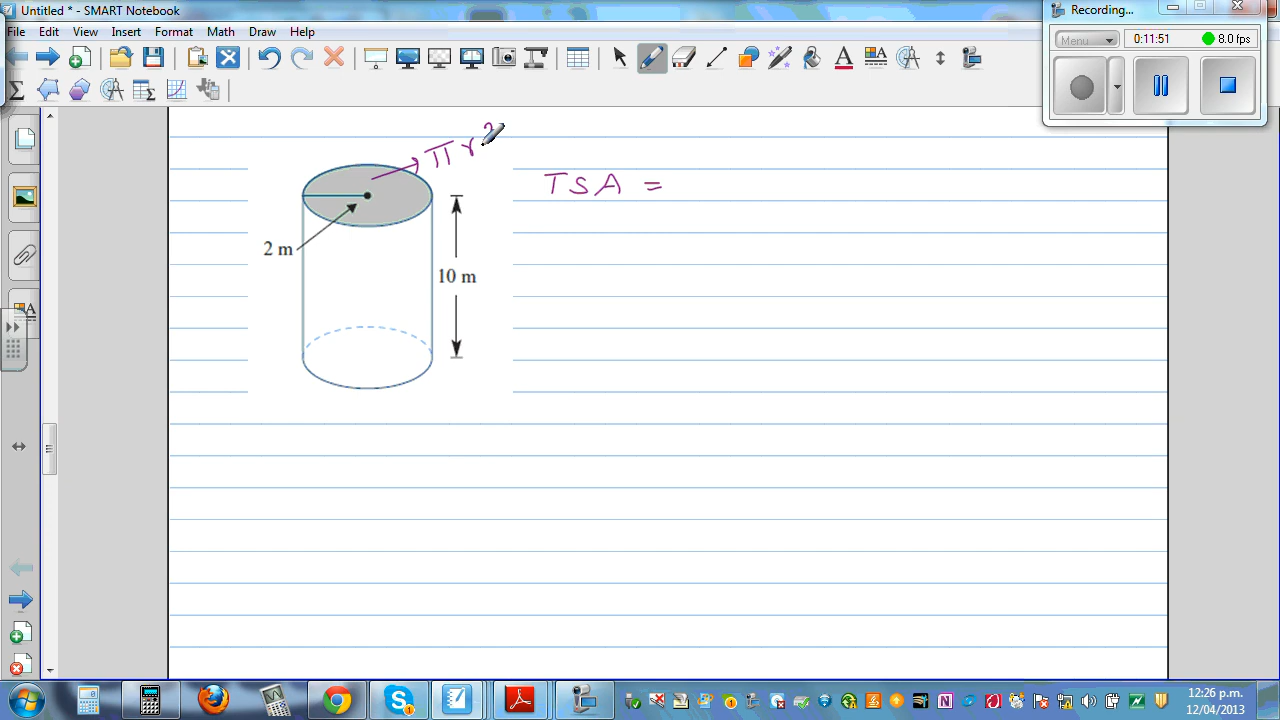 Untitled * - SMART Notebook
File Edit View Insert Format Math Draw Help
Recording...
Menu
0:11:51
8.0 fps
π r²
TSA =
2 m
10 m
12:26 p.m.
12/04/2013